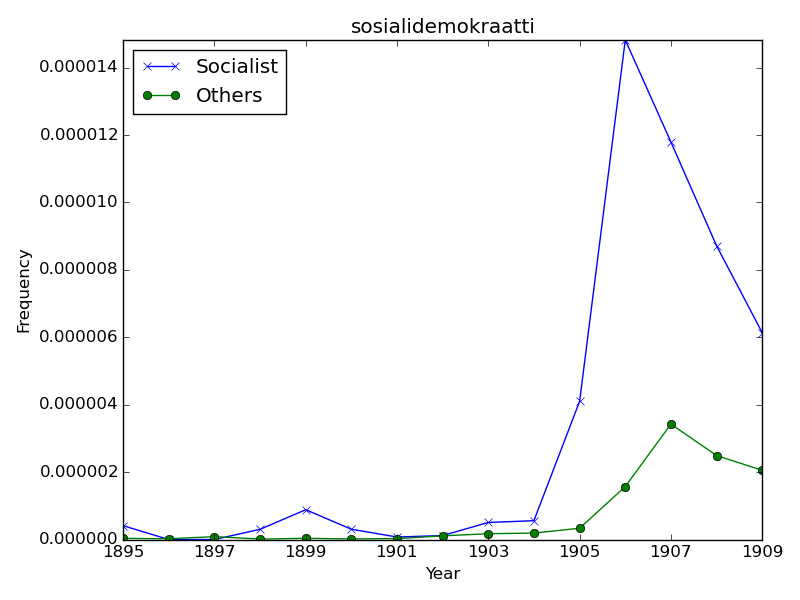 sosialidemokraatti
Socialist
Others
0.000014
0.000012
0.000010
0.000008
0.000006
0.000004
0.000002
0.000000
Frequency
1895 1897 1899 1901 1903 1905 1907 1909
Year